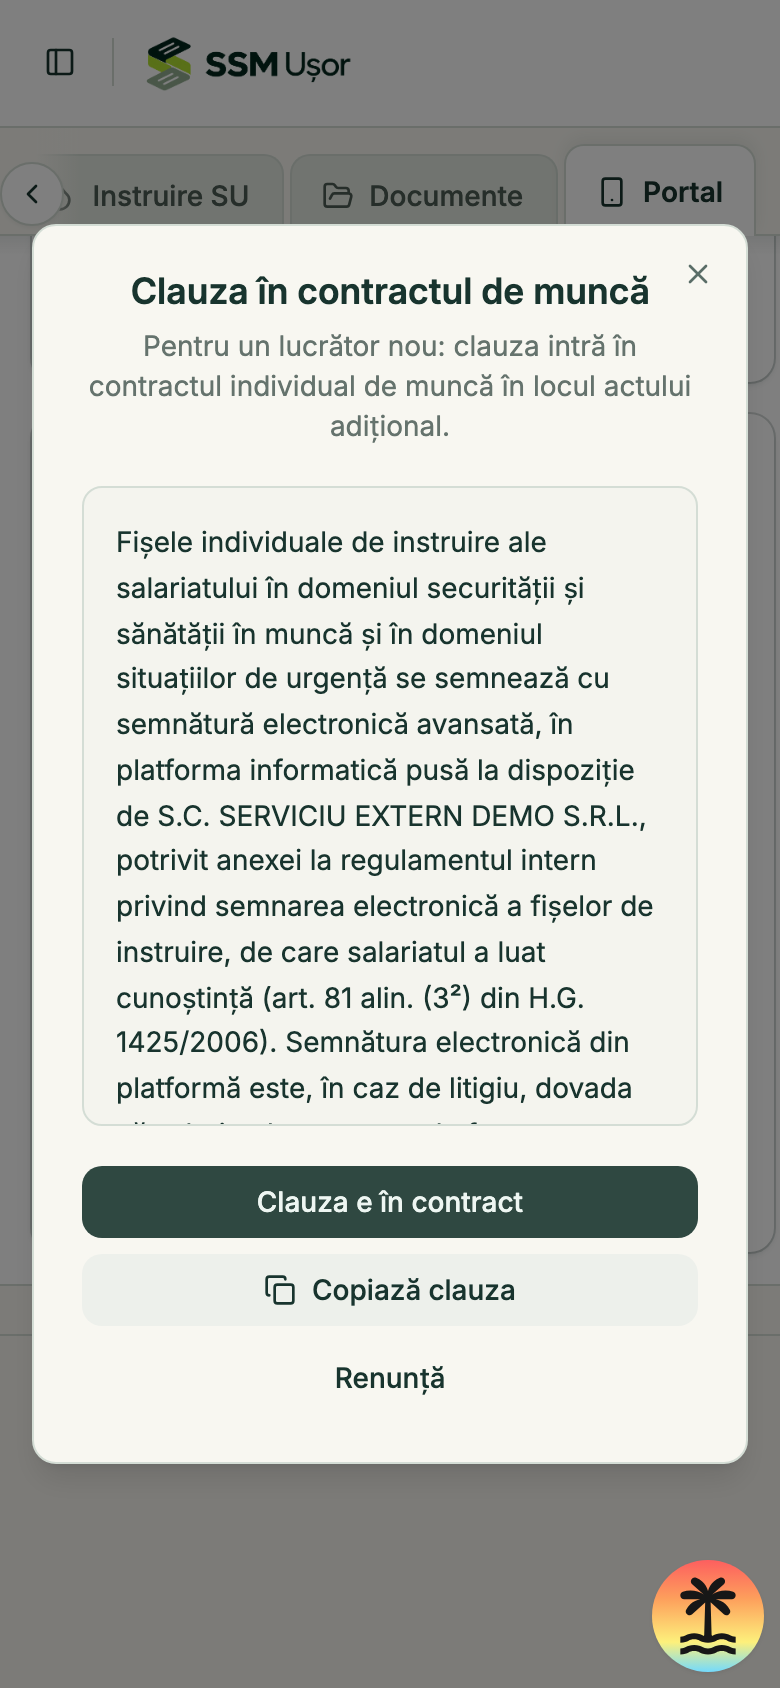 SSM Ușor
Instruire SU
Documente
Portal
Clauza în contractul de muncă
Pentru un lucrător nou: clauza intră în
contractul individual de muncă în locul actului
adițional.
Fișele individuale de instruire ale
salariatului în domeniul securității și
sănătății în muncă și în domeniul
situațiilor de urgență se semnează cu
semnătură electronică avansată, în
platforma informatică pusă la dispoziție
de S.C. SERVICIU EXTERN DEMO S.R.L.,
potrivit anexei la regulamentul intern
privind semnarea electronică a fișelor de
instruire, de care salariatul a luat
cunoștință (art. 81 alin. (3²) din H.G.
1425/2006). Semnătura electronică din
platformă este, în caz de litigiu, dovada
Clauza e în contract
Copiază clauza
Renunță